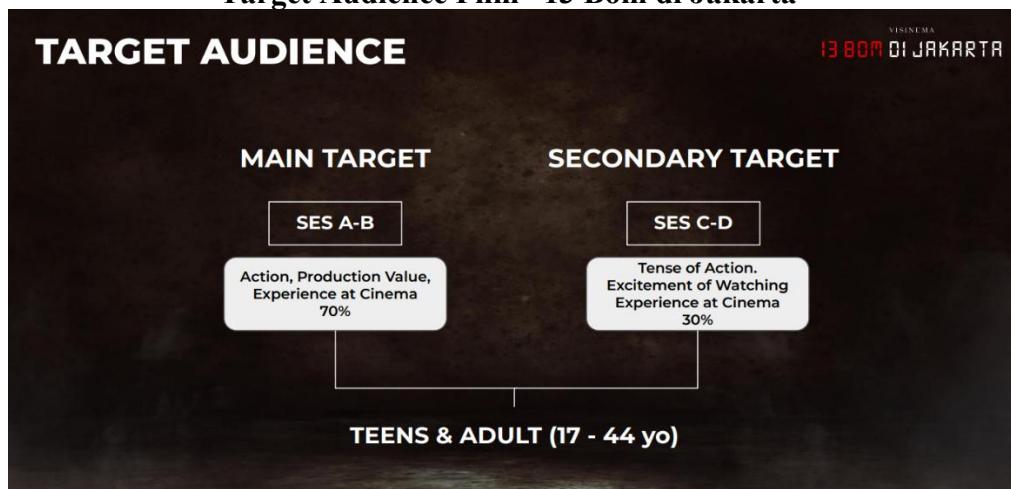 Target Audience Film "13 Bom di Jakarta"
TARGET AUDIENCE
VISINEMA
13 BOM DI JAKARTA
MAIN TARGET
SECONDARY TARGET
SES A-B
SES C-D
Action, Production Value,
Experience at Cinema
70%
Tense of Action.
Excitement of Watching
Experience at Cinema
30%
TEENS & ADULT (17 - 44 yo)